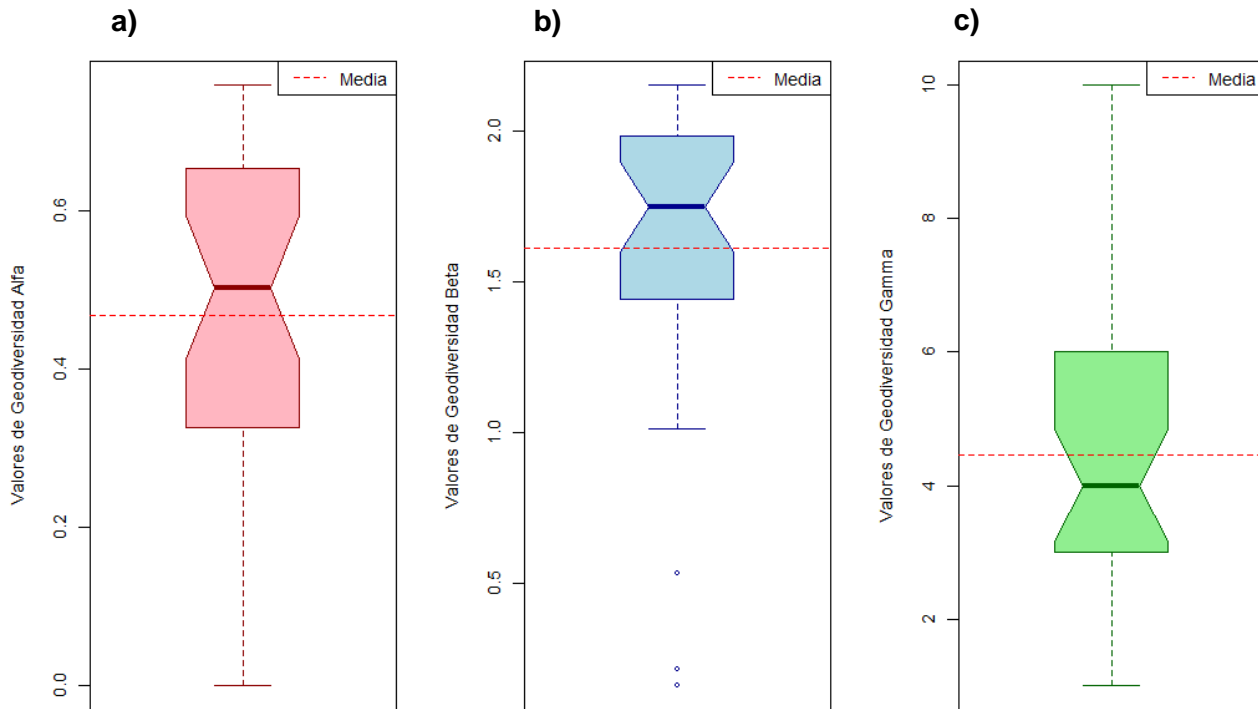 a)
Media
Valores de Geodiversidad Alfa
0.6
0.4
0.2
0.0
b)
Media
Valores de Geodiversidad Beta
2.0
1.5
1.0
0.5
c)
Media
Valores de Geodiversidad Gamma
10
8
6
4
2